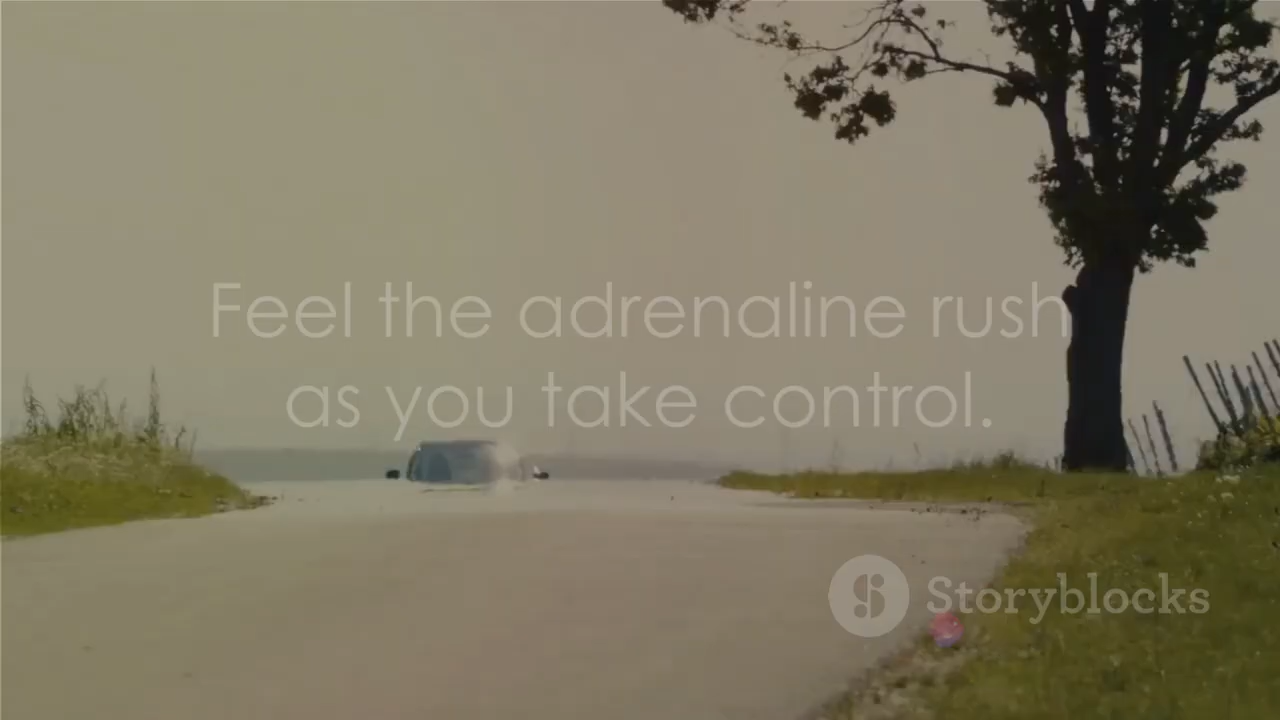 Feel the adrenaline rush
as you take control.
Storyblocks